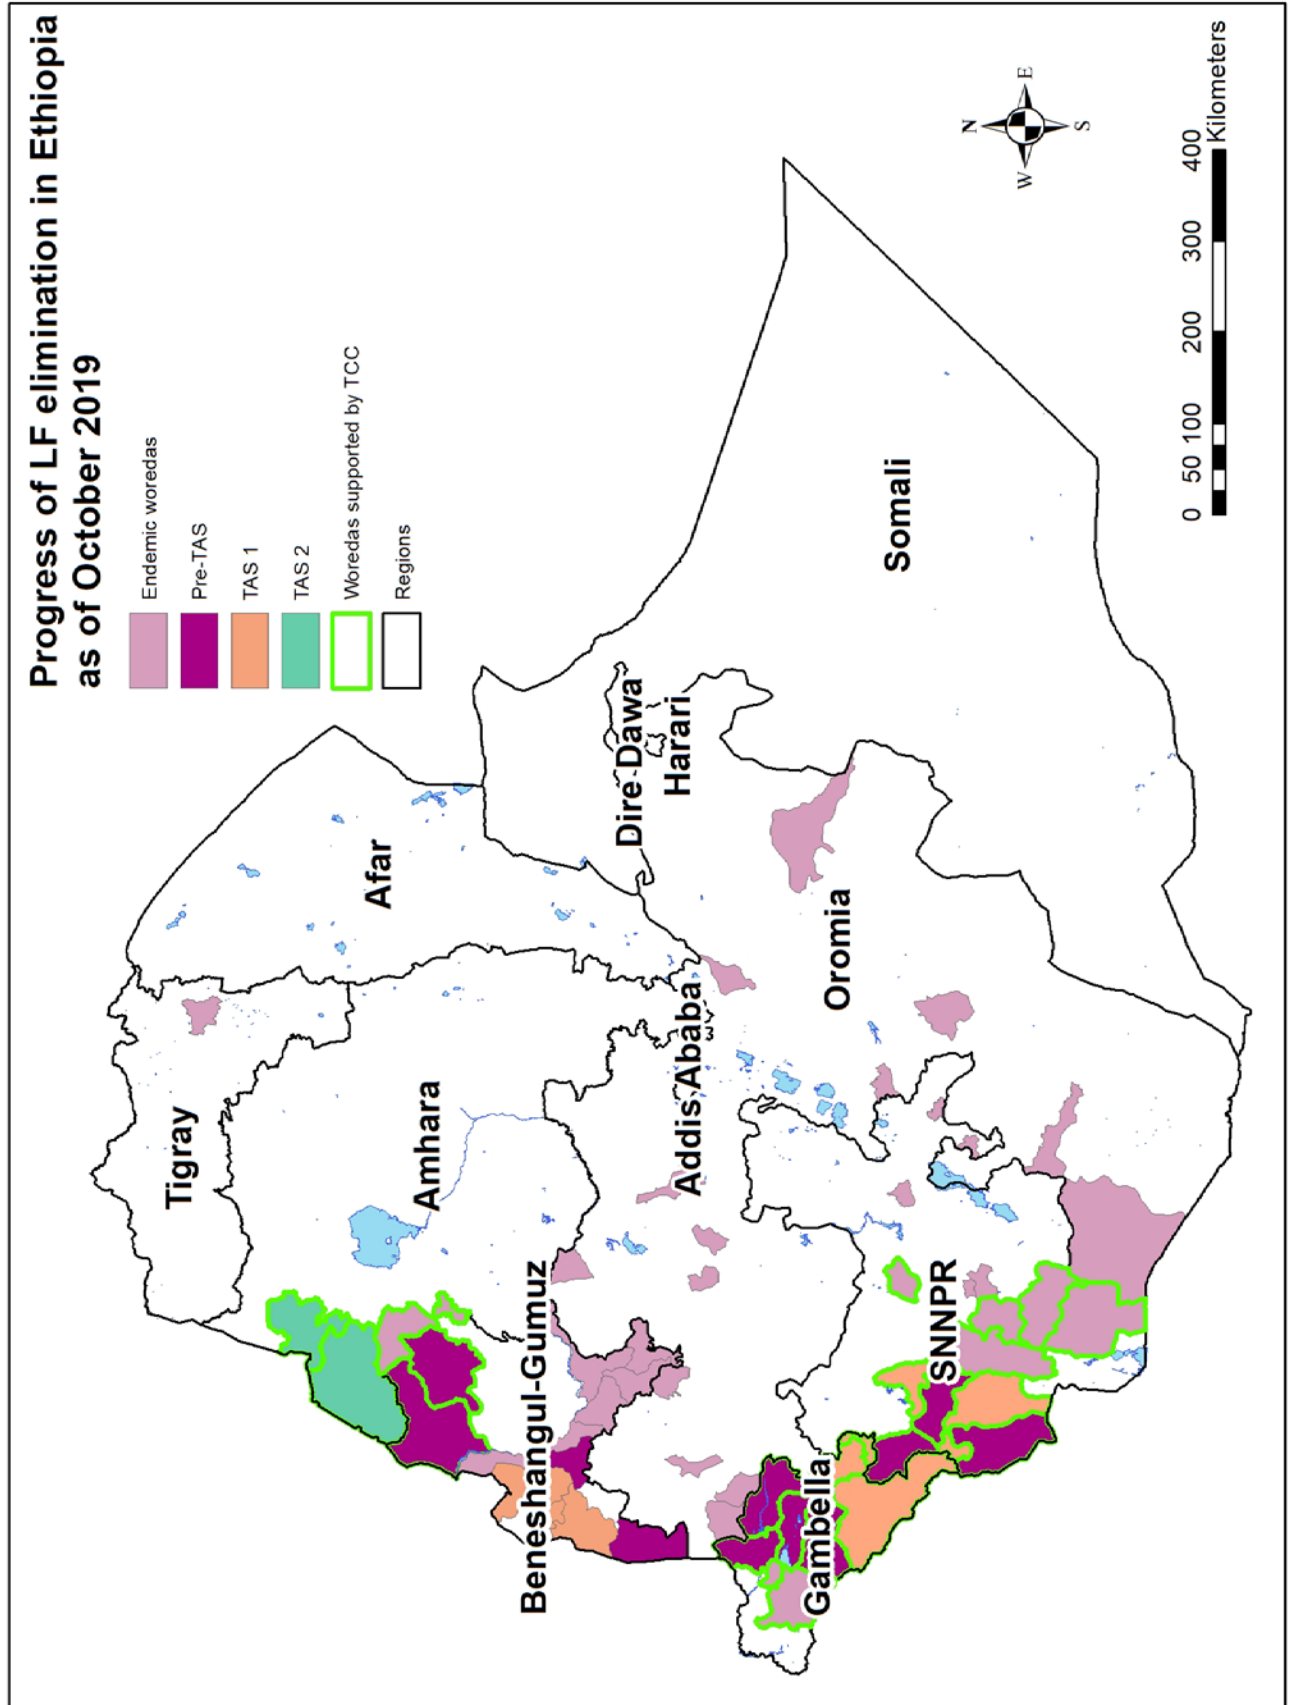 Progress of LF elimination in Ethiopia
as of October 2019
Endemic woredas
Pre-TAS
TAS 1
TAS 2
Woredas supported by TCC
Regions
Tigray
Afar
Amhara
Beneshangul-Gumuz
Dire Dawa
Harari
Addis Ababa
Gambella
Oromia
Somali
SNNPR
N
W
E
S
0 50 100 200 300 400
Kilometers